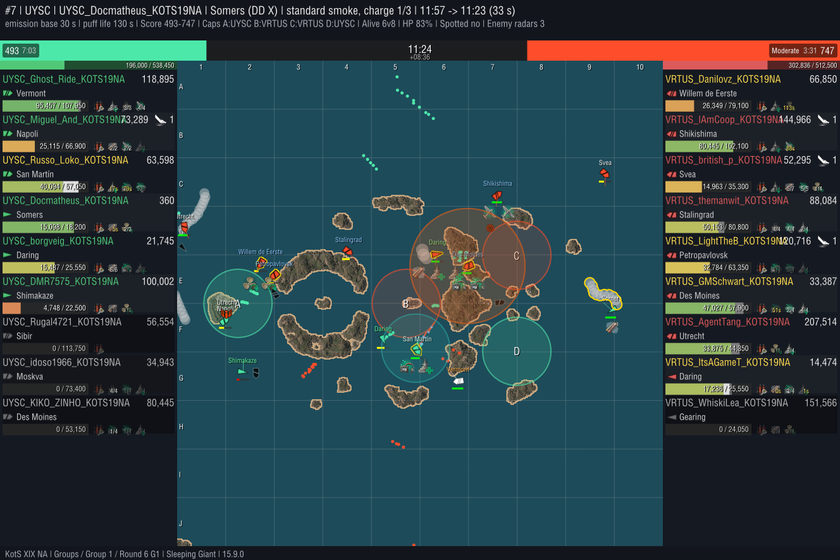 #7 | UYSC | UYSC_Docmatheus_KOTS19NA | Somers (DD X) | standard smoke, charge 1/3 | 11:57 -> 11:23 (33 s)
emission base 30 s | puff life 130 s | Score 493-747 | Caps A:UYSC B:VRTUS C:VRTUS D:UYSC | Alive 6v8 | HP 83% | Spotted no | Enemy radars 3
493 7:03
11:24
+08:36
Moderate 3:31 747
196,000 / 538,450
302,836 / 512,500
1 2 3 4 5 6 7 8 9 10
A
C
E
F
G
H
I
J
UYSC_Ghost_Ride_KOTS19NA 118,895
Vermont
UYSC_Miguel_And_KOTS19NA 73,289 1
Napoli
25,115 / 66,900
UYSC_Russo_Loko_KOTS19NA 63,598
San Martín
UYSC_Docmatheus_KOTS19NA 360
Somers
UYSC_borgveig_KOTS19NA 21,745
Daring
UYSC_DMR7575_KOTS19NA 100,002
Shimakaze
4,748 / 22,500
UYSC_Rugal4721_KOTS19NA 56,554
Sibir
0 / 113,750
UYSC_idoso1966_KOTS19NA 34,943
Moskva
0 / 73,400
UYSC_KIKO_ZINHO_KOTS19NA 80,445
Des Moines
0 / 53,150
VRTUS_Danilovz_KOTS19NA 66,850
Willem de Eerste
26,349 / 79,100
VRTUS_IAmCoop_KOTS19NA 144,966 1
Shikishima
VRTUS_british_p_KOTS19NA 52,295 1
Svea
14,963 / 35,300
VRTUS_themanwit_KOTS19NA 88,084
Stalingrad
VRTUS_LightTheB_KOTS19NA 1
Petropavlovsk
VRTUS_GMSchwart_KOTS19NA 33,387
Des Moines
VRTUS_AgentTang_KOTS19NA 207,514
Utrecht
VRTUS_ItsAGameT_KOTS19NA 14,474
Daring
VRTUS_WhiskiLea_KOTS19NA 151,566
Gearing
0 / 24,050
Svea
Shikishima
Stalingrad
Willem de Eerste
Daring
C
B
D
Daring
San Martín
Shimakaze
KotS XIX NA | Groups / Group 1 / Round 6 G1 | Sleeping Giant | 15.9.0